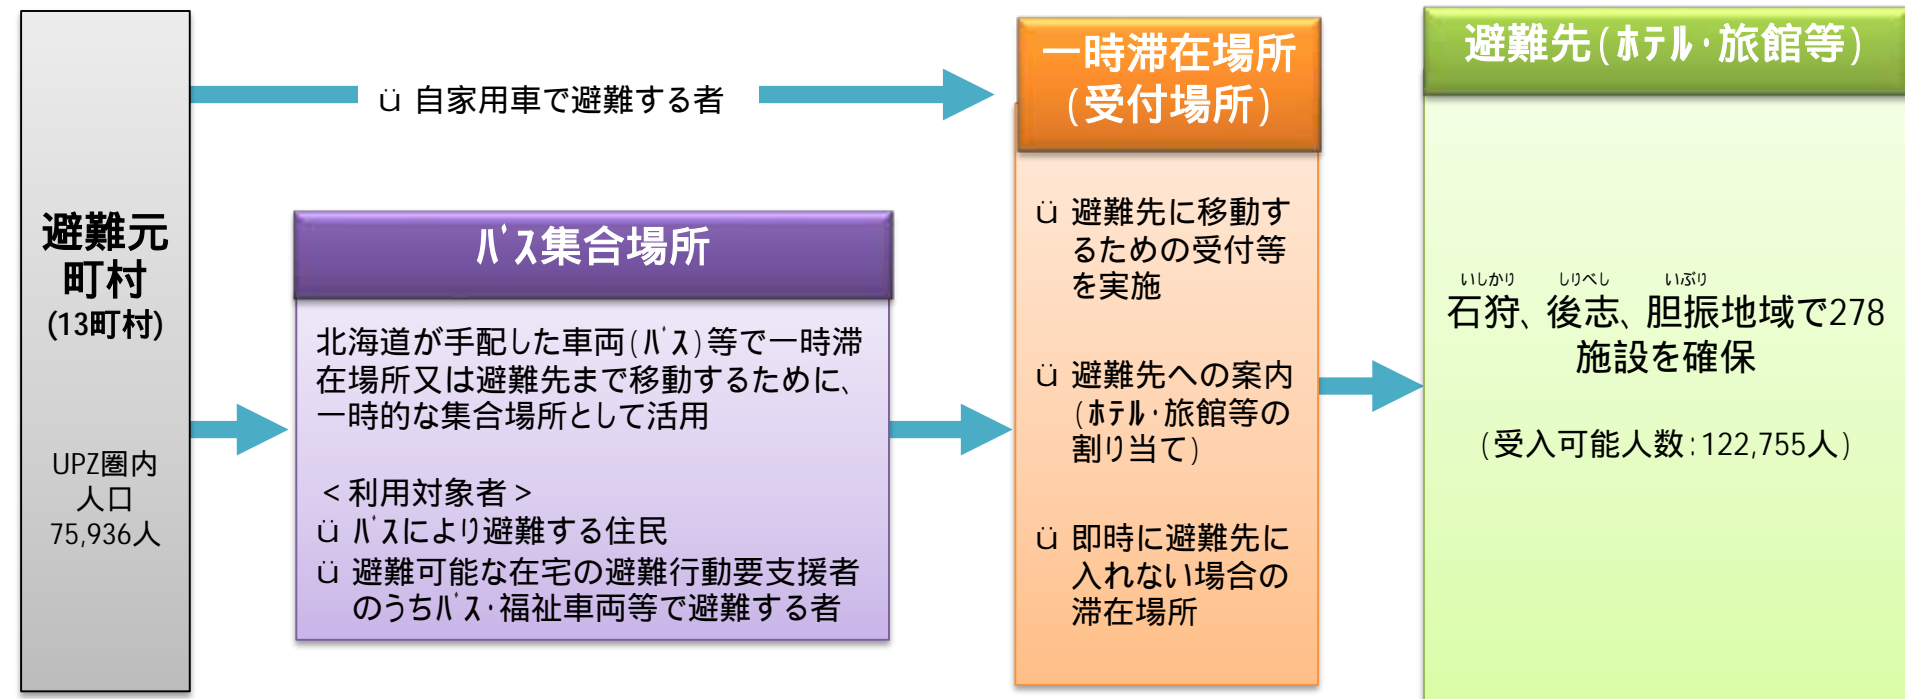 避難元
町村
(13町村)
UPZ圏内
人口
75,936人
ü 自家用車で避難する者
ﾊﾞｽ集合場所
北海道が手配した車両(ﾊﾞｽ)等で一時滞
在場所又は避難先まで移動するために、
一時的な集合場所として活用
＜利用対象者＞
ü ﾊﾞｽにより避難する住民
ü 避難可能な在宅の避難行動要支援者
のうちﾊﾞｽ･福祉車両等で避難する者
一時滞在場所
(受付場所)
ü 避難先に移動す
るための受付等
を実施
ü 避難先への案内
(ﾎﾃﾙ･旅館等の
割り当て)
ü 即時に避難先に
入れない場合の
滞在場所
避難先(ﾎﾃﾙ･旅館等)
いしかり しりべし いぶり
石狩、後志、胆振地域で278
施設を確保
(受入可能人数:122,755人)